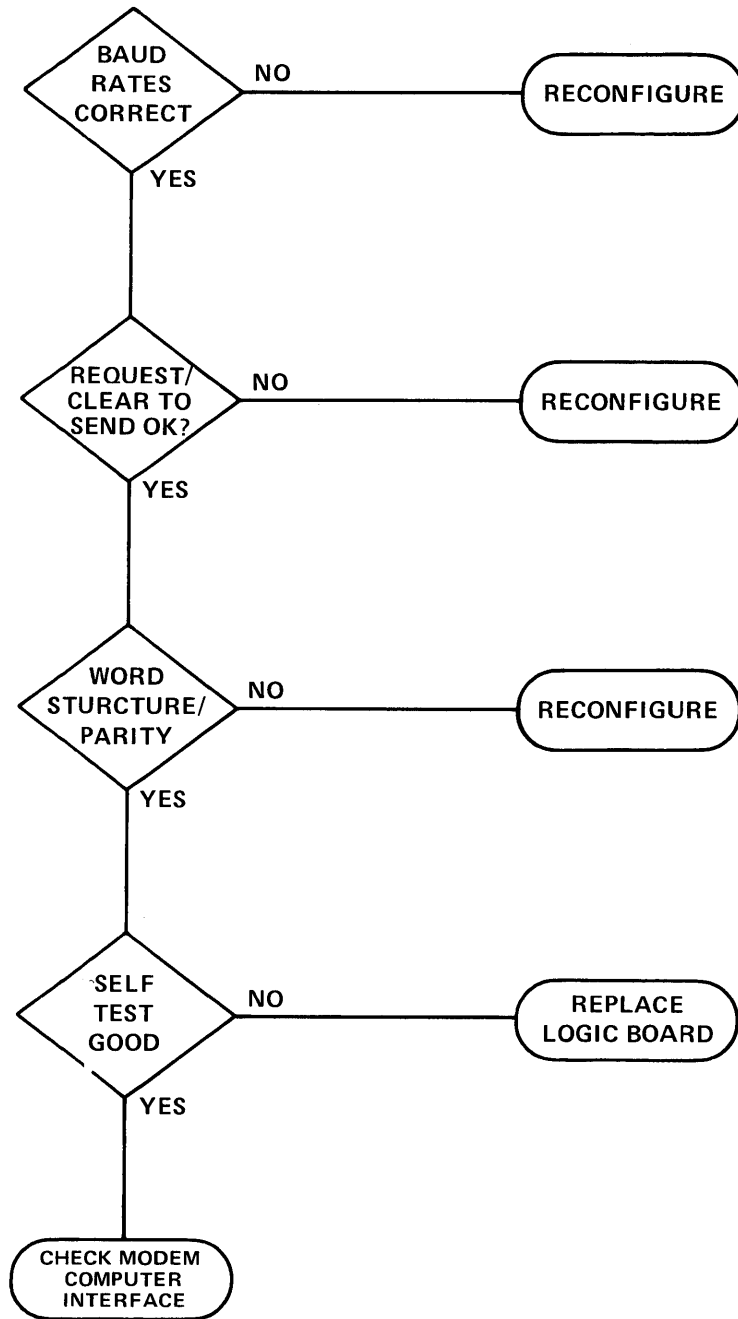 BAUD
RATES
CORRECT
NO
RECONFIGURE
YES
REQUEST/
CLEAR TO
SEND OK?
NO
RECONFIGURE
YES
WORD
STURCTURE/
PARITY
NO
RECONFIGURE
YES
SELF
TEST
GOOD
NO
REPLACE
LOGIC BOARD
YES
CHECK MODEM
COMPUTER
INTERFACE